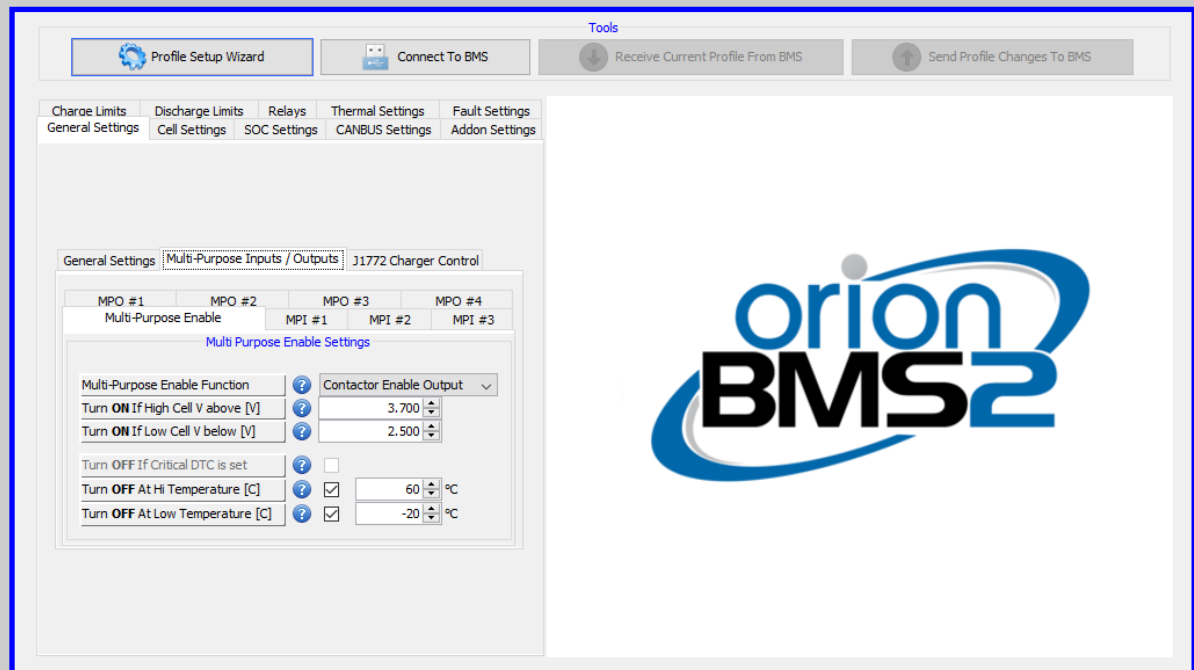 Tools
Profile Setup Wizard
Connect To BMS
Receive Current Profile From BMS
Send Profile Changes To BMS
Charge Limits Discharge Limits Relays Thermal Settings Fault Settings
General Settings Cell Settings SOC Settings CANBUS Settings Addon Settings
General Settings Multi-Purpose Inputs / Outputs J1772 Charger Control
MPO #1 MPO #2 MPO #3 MPO #4
Multi-Purpose Enable MPI #1 MPI #2 MPI #3
Multi Purpose Enable Settings
Multi-Purpose Enable Function ? Contactor Enable Output
Turn ON If High Cell V above [V] ? 3.700
Turn ON If Low Cell V below [V] ? 2.500
Turn OFF If Critical DTC is set ?
Turn OFF At Hi Temperature [C] ? 60 ºC
Turn OFF At Low Temperature [C] ? -20 ºC
orion
BMS2